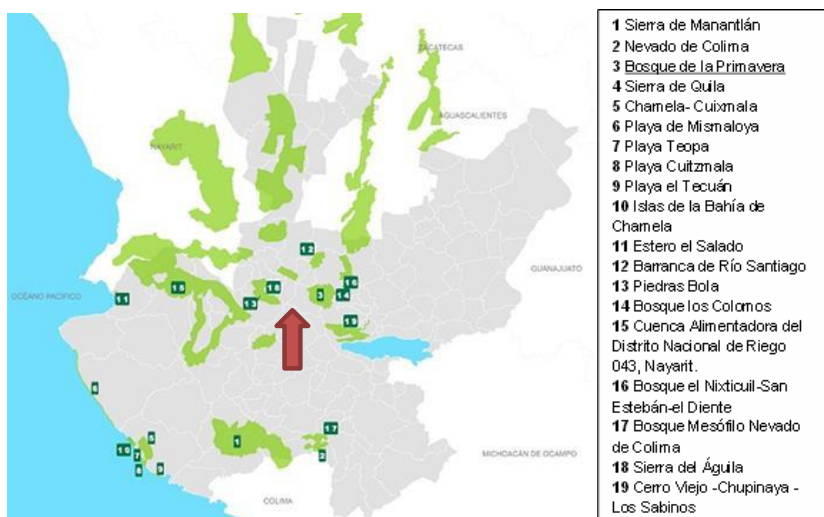 ZACATECAS
AGUASCALIENTES
NAYARIT
GUANAJUATO
OCÉANO PACÍFICO
MICHOACÁN DE OCAMPO
COLIMA
12
15
18
16
3
14
11
13
19
6
17
5
1
10
7
2
8
9
1 Sierra de Manantlán
2 Nevado de Colima
3 Bosque de la Primavera
4 Sierra de Quila
5 Chamela- Cuixmala
6 Playa de Mismaloya
7 Playa Teopa
8 Playa Cuitzmala
9 Playa el Tecuán
10 Islas de la Bahía de
Chamela
11 Estero el Salado
12 Barranca de Río Santiago
13 Piedras Bola
14 Bosque los Colomos
15 Cuenca Alimentadora del
Distrito Nacional de Riego
043, Nayarit.
16 Bosque el Nixticuil-San
Estebán-el Diente
17 Bosque Mesófilo Nevado
de Colima
18 Sierra del Águila
19 Cerro Viejo -Chupinaya -
Los Sabinos